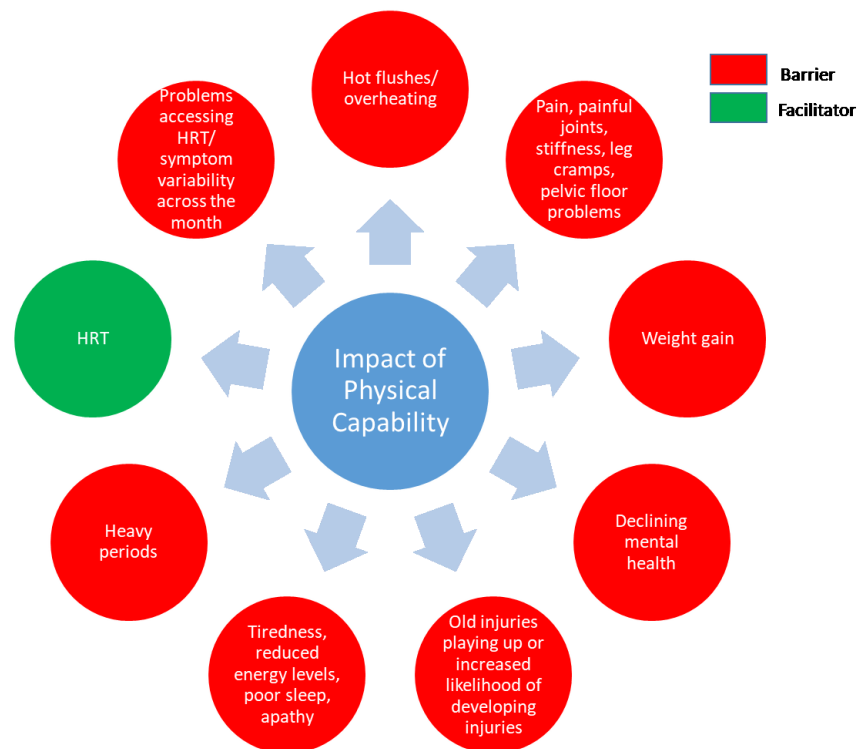 Hot flushes/
overheating
Pain, painful
joints,
stiffness, leg
cramps,
pelvic floor
problems
Weight gain
Declining
mental
health
Old injuries
playing up or
increased
likelihood of
developing
injuries
Tiredness,
reduced
energy levels,
poor sleep,
apathy
Heavy
periods
HRT
Problems
accessing
HRT/
symptom
variability
across the
month
Impact of
Physical
Capability
Barrier
Facilitator